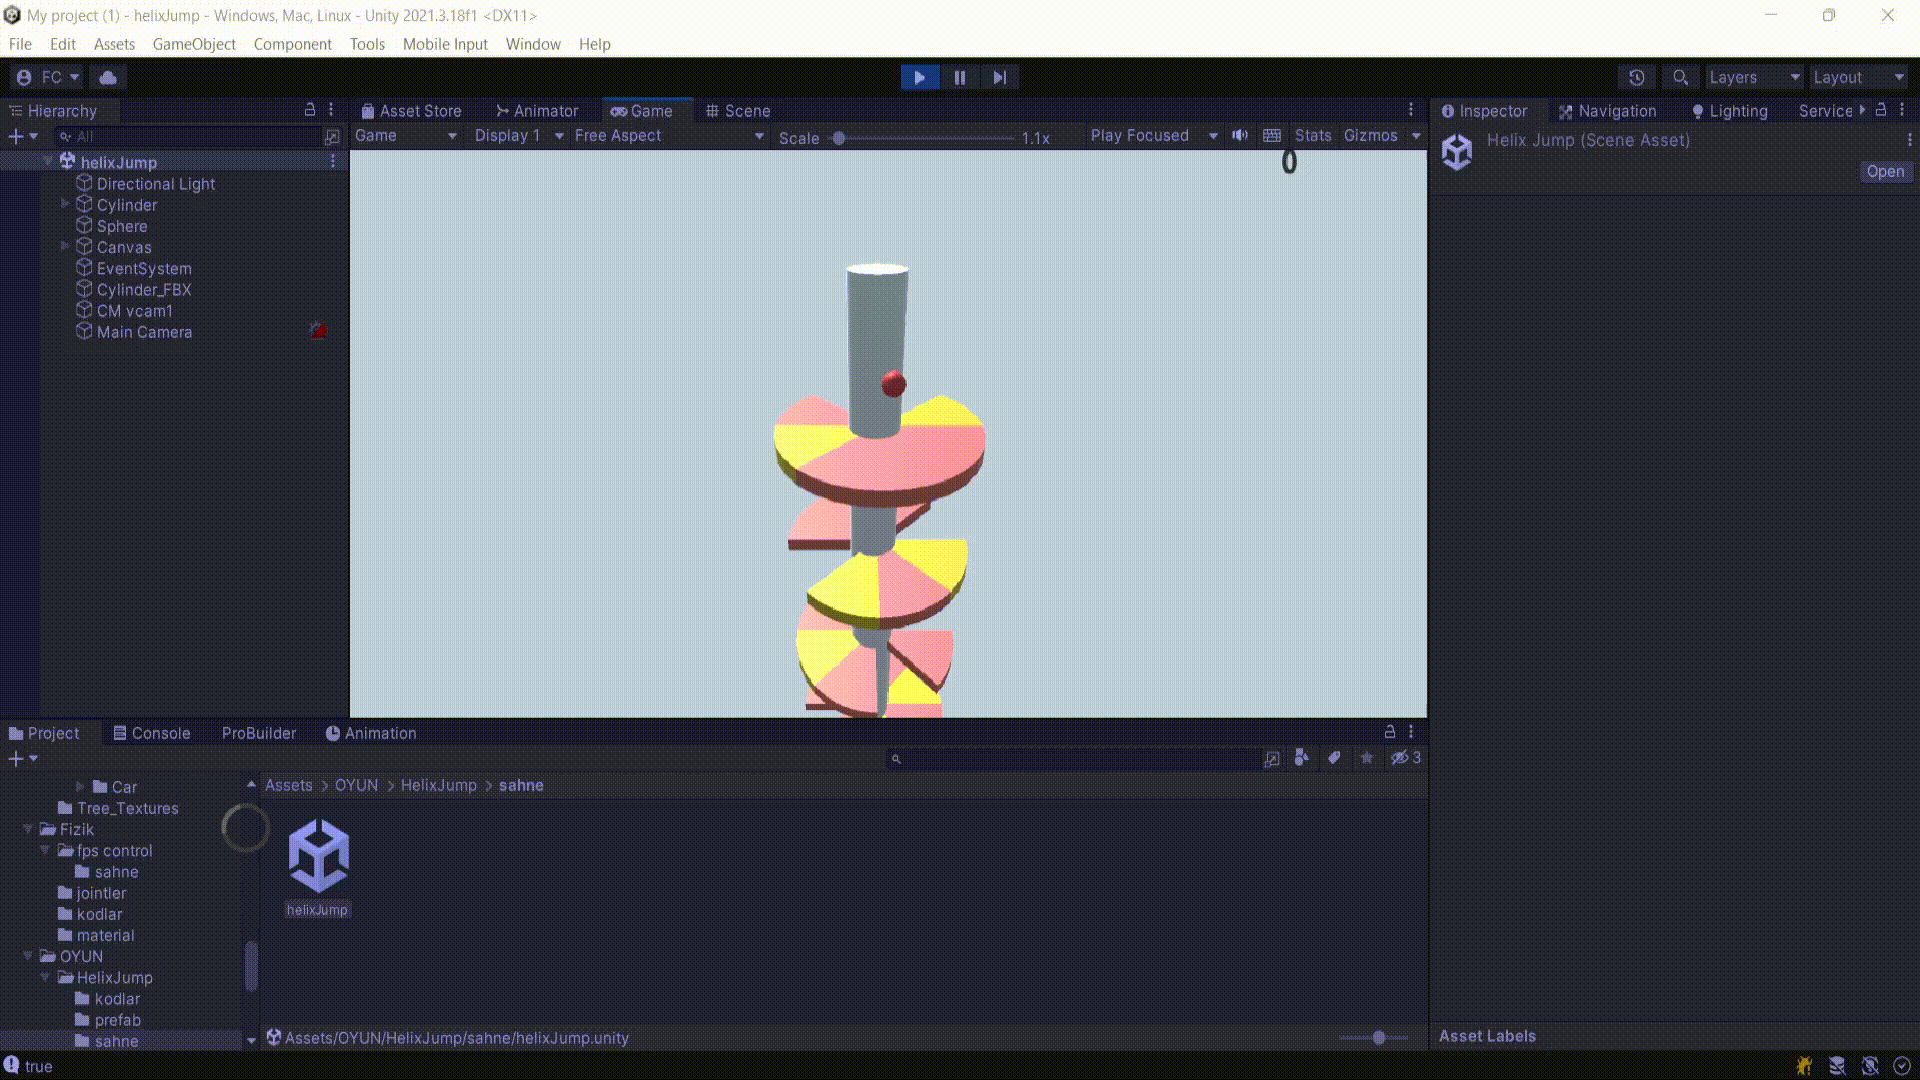 My project (1) - helixJump - Windows, Mac, Linux - Unity 2021.3.18f1 <DX11>
File Edit Assets GameObject Component Tools Mobile Input Window Help
FC Layers Layout
Hierarchy Asset Store Animator Game Scene Inspector Navigation Lighting Service
All Game Display 1 Free Aspect Scale 1.1x Play Focused Stats Gizmos Helix Jump (Scene Asset)
0
Open
helixJump
Directional Light
Cylinder
Sphere
Canvas
EventSystem
Cylinder_FBX
CM vcam1
Main Camera
Project Console ProBuilder Animation
3
Car
Tree_Textures
Fizik
fps control
sahne
jointler
kodlar
material
OYUN
HelixJump
kodlar
prefab
sahne
Assets > OYUN > HelixJump > sahne
helixJump
Assets/OYUN/HelixJump/sahne/helixJump.unity
Asset Labels
true